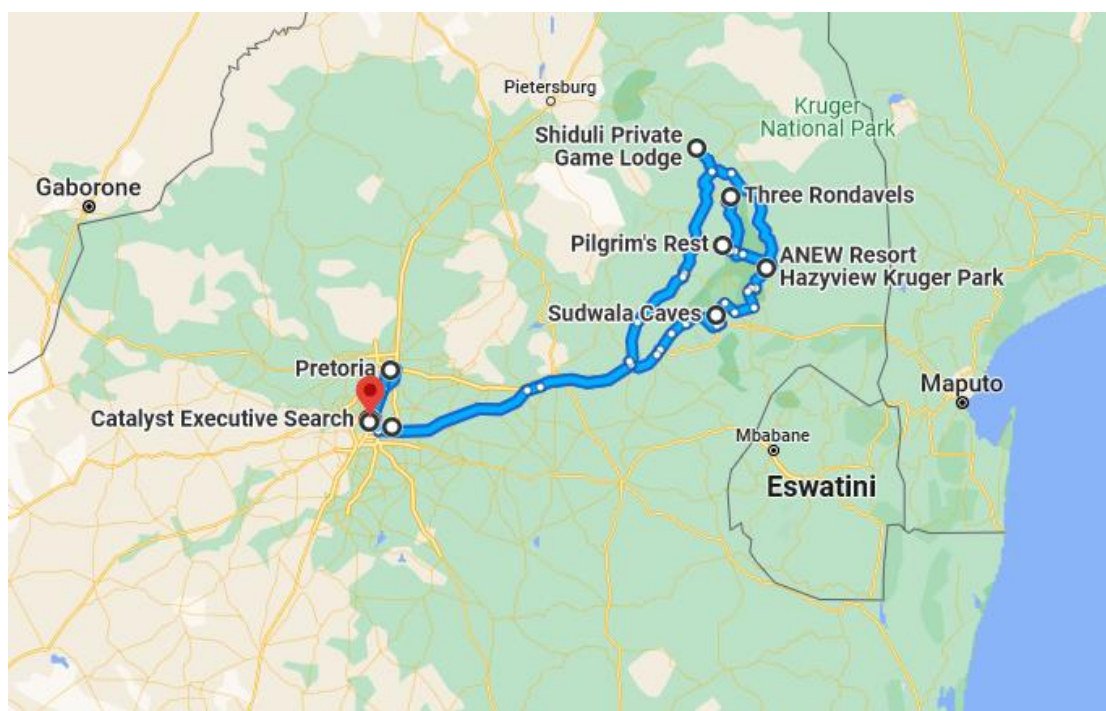 Pietersburg
Kruger
National Park
Shiduli Private
Game Lodge
Gaborone
Three Rondavels
Pilgrim's Rest
ANEW Resort
Hazyview Kruger Park
Sudwala Caves
Pretoria
Maputo
Catalyst Executive Search
Mbabane
Eswatini